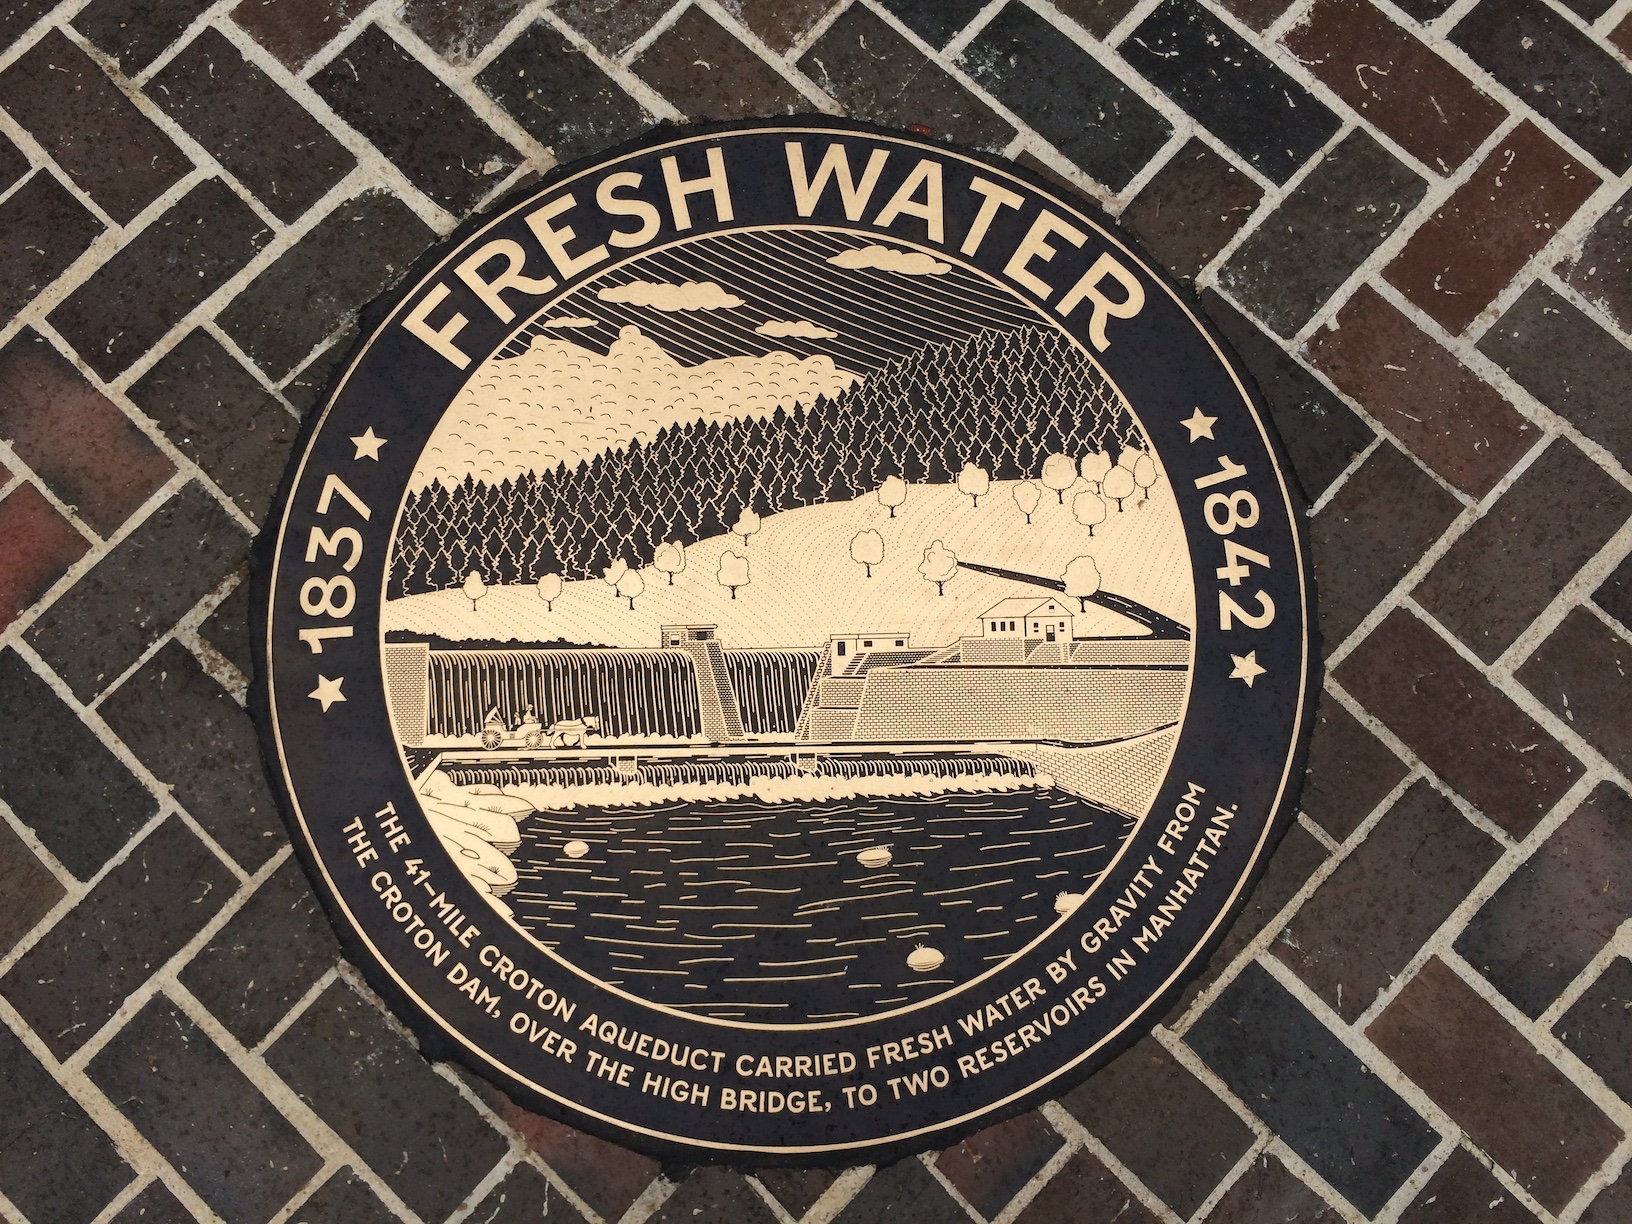 FRESH WATER
★ 1837 ★
★ 1842 ★
THE 41-MILE CROTON AQUEDUCT CARRIED FRESH WATER BY GRAVITY FROM
THE CROTON DAM, OVER THE HIGH BRIDGE, TO TWO RESERVOIRS IN MANHATTAN.